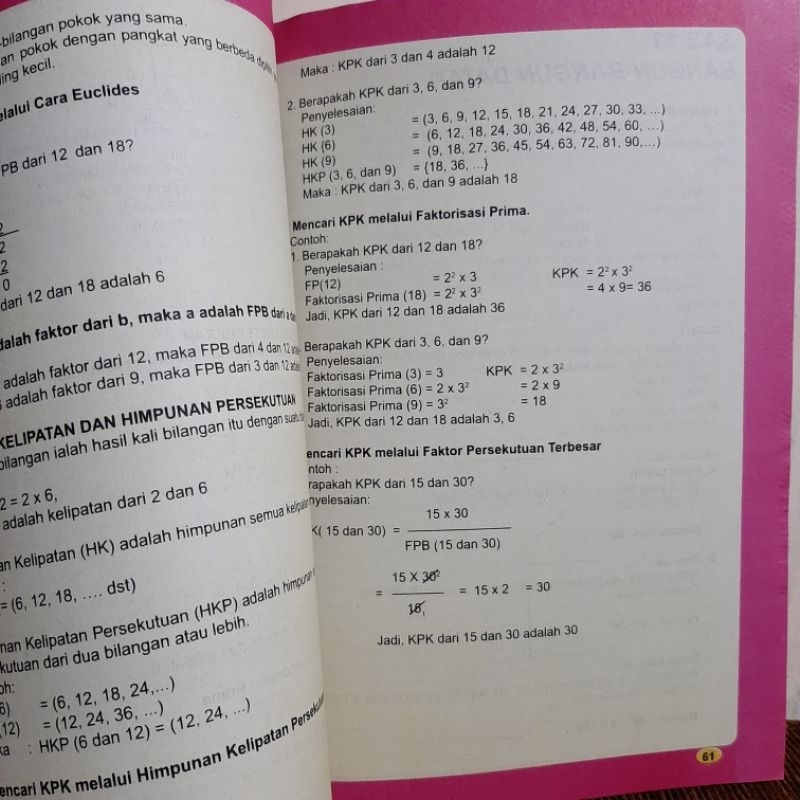 -bilangan pokok yang sama.
an pokok dengan pangkat yang berbeda
ing kecil.
elalui Cara Euclides
PB dari 12 dan 18?
2
2
2
0
dari 12 dan 18 adalah 6
dalah faktor dari b, maka a adalah FPB dari a
adalah faktor dari 12, maka FPB dari 4 dan 12
adalah faktor dari 9, maka FPB dari 3 dan 12
KELIPATAN DAN HIMPUNAN PERSEKUTUAN
bilangan ialah hasil kali bilangan itu dengan
2 = 2 x 6,
adalah kelipatan dari 2 dan 6
an Kelipatan (HK) adalah himpunan semua
:
= (6, 12, 18, .... dst)
nan Kelipatan Persekutuan (HKP) adalah
kutuan dari dua bilangan atau lebih.
oh:
6) = (6, 12, 18, 24,...)
(12) = (12, 24, 36, ...)
ka : HKP (6 dan 12) = (12, 24, ...)
encari KPK melalui Himpunan Kelipatan
Maka : KPK dari 3 dan 4 adalah 12
2. Berapakah KPK dari 3, 6, dan 9?
Penyelesaian:
HK (3) = (3, 6, 9, 12, 15, 18, 21, 24, 27, 30, 33, ...)
HK {6) = (6, 12, 18, 24, 30, 36, 42, 48, 54, 60, ...)
HK (9) = (9, 18, 27, 36, 45, 54, 63, 72, 81, 90,...)
HKP (3, 6, dan 9) = {18, 36, ...}
Maka : KPK dari 3, 6, dan 9 adalah 18
Mencari KPK melalui Faktorisasi Prima.
Contoh:
1. Berapakah KPK dari 12 dan 18?
Penyelesaian :
FP(12) = 2² x 3 KPK = 2² x 3²
Faktorisasi Prima (18) = 2² x 3² = 4 x 9= 36
Jadi, KPK dari 12 dan 18 adalah 36
Berapakah KPK dari 3, 6, dan 9?
Penyelesaian:
Faktorisasi Prima (3) = 3 KPK = 2 x 3²
Faktorisasi Prima (6) = 2 x 3² = 2 x 9
Faktorisasi Prima (9) = 3² = 18
Jadi, KPK dari 12 dan 18 adalah 3, 6
encari KPK melalui Faktor Persekutuan Terbesar
ntoh :
rapakah KPK dari 15 dan 30?
nyelesaian:
15 x 30
K( 15 dan 30) =
FPB (15 dan 30)
15 X 30²
= = 15 x 2 = 30
15₁
Jadi, KPK dari 15 dan 30 adalah 30
61